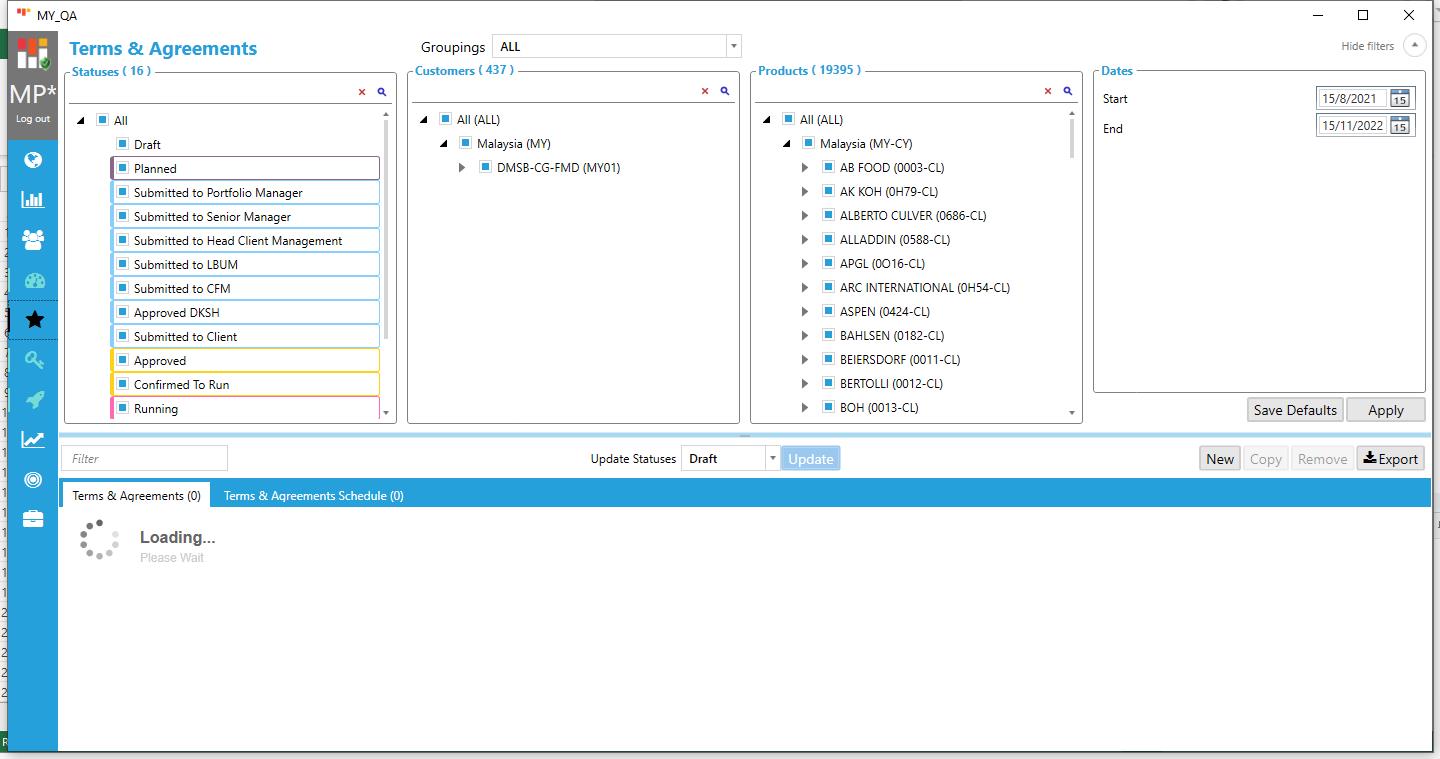 MY_QA
MP*
Log out
Terms & Agreements
Groupings
ALL
Hide filters
Statuses ( 16 )
All
Draft
Planned
Submitted to Portfolio Manager
Submitted to Senior Manager
Submitted to Head Client Management
Submitted to LBUM
Submitted to CFM
Approved DKSH
Submitted to Client
Approved
Confirmed To Run
Running
Customers ( 437 )
All (ALL)
Malaysia (MY)
DMSB-CG-FMD (MY01)
Products ( 19395 )
All (ALL)
Malaysia (MY-CY)
AB FOOD (0003-CL)
AK KOH (0H79-CL)
ALBERTO CULVER (0686-CL)
ALLADDIN (0588-CL)
APGL (0O16-CL)
ARC INTERNATIONAL (0H54-CL)
ASPEN (0424-CL)
BAHLSEN (0182-CL)
BEIERSDORF (0011-CL)
BERTOLLI (0012-CL)
BOH (0013-CL)
Dates
Start
15/8/2021
15
End
15/11/2022
15
Save Defaults
Apply
Filter
Update Statuses
Draft
Update
New
Copy
Remove
Export
Terms & Agreements (0)
Terms & Agreements Schedule (0)
Loading...
Please Wait